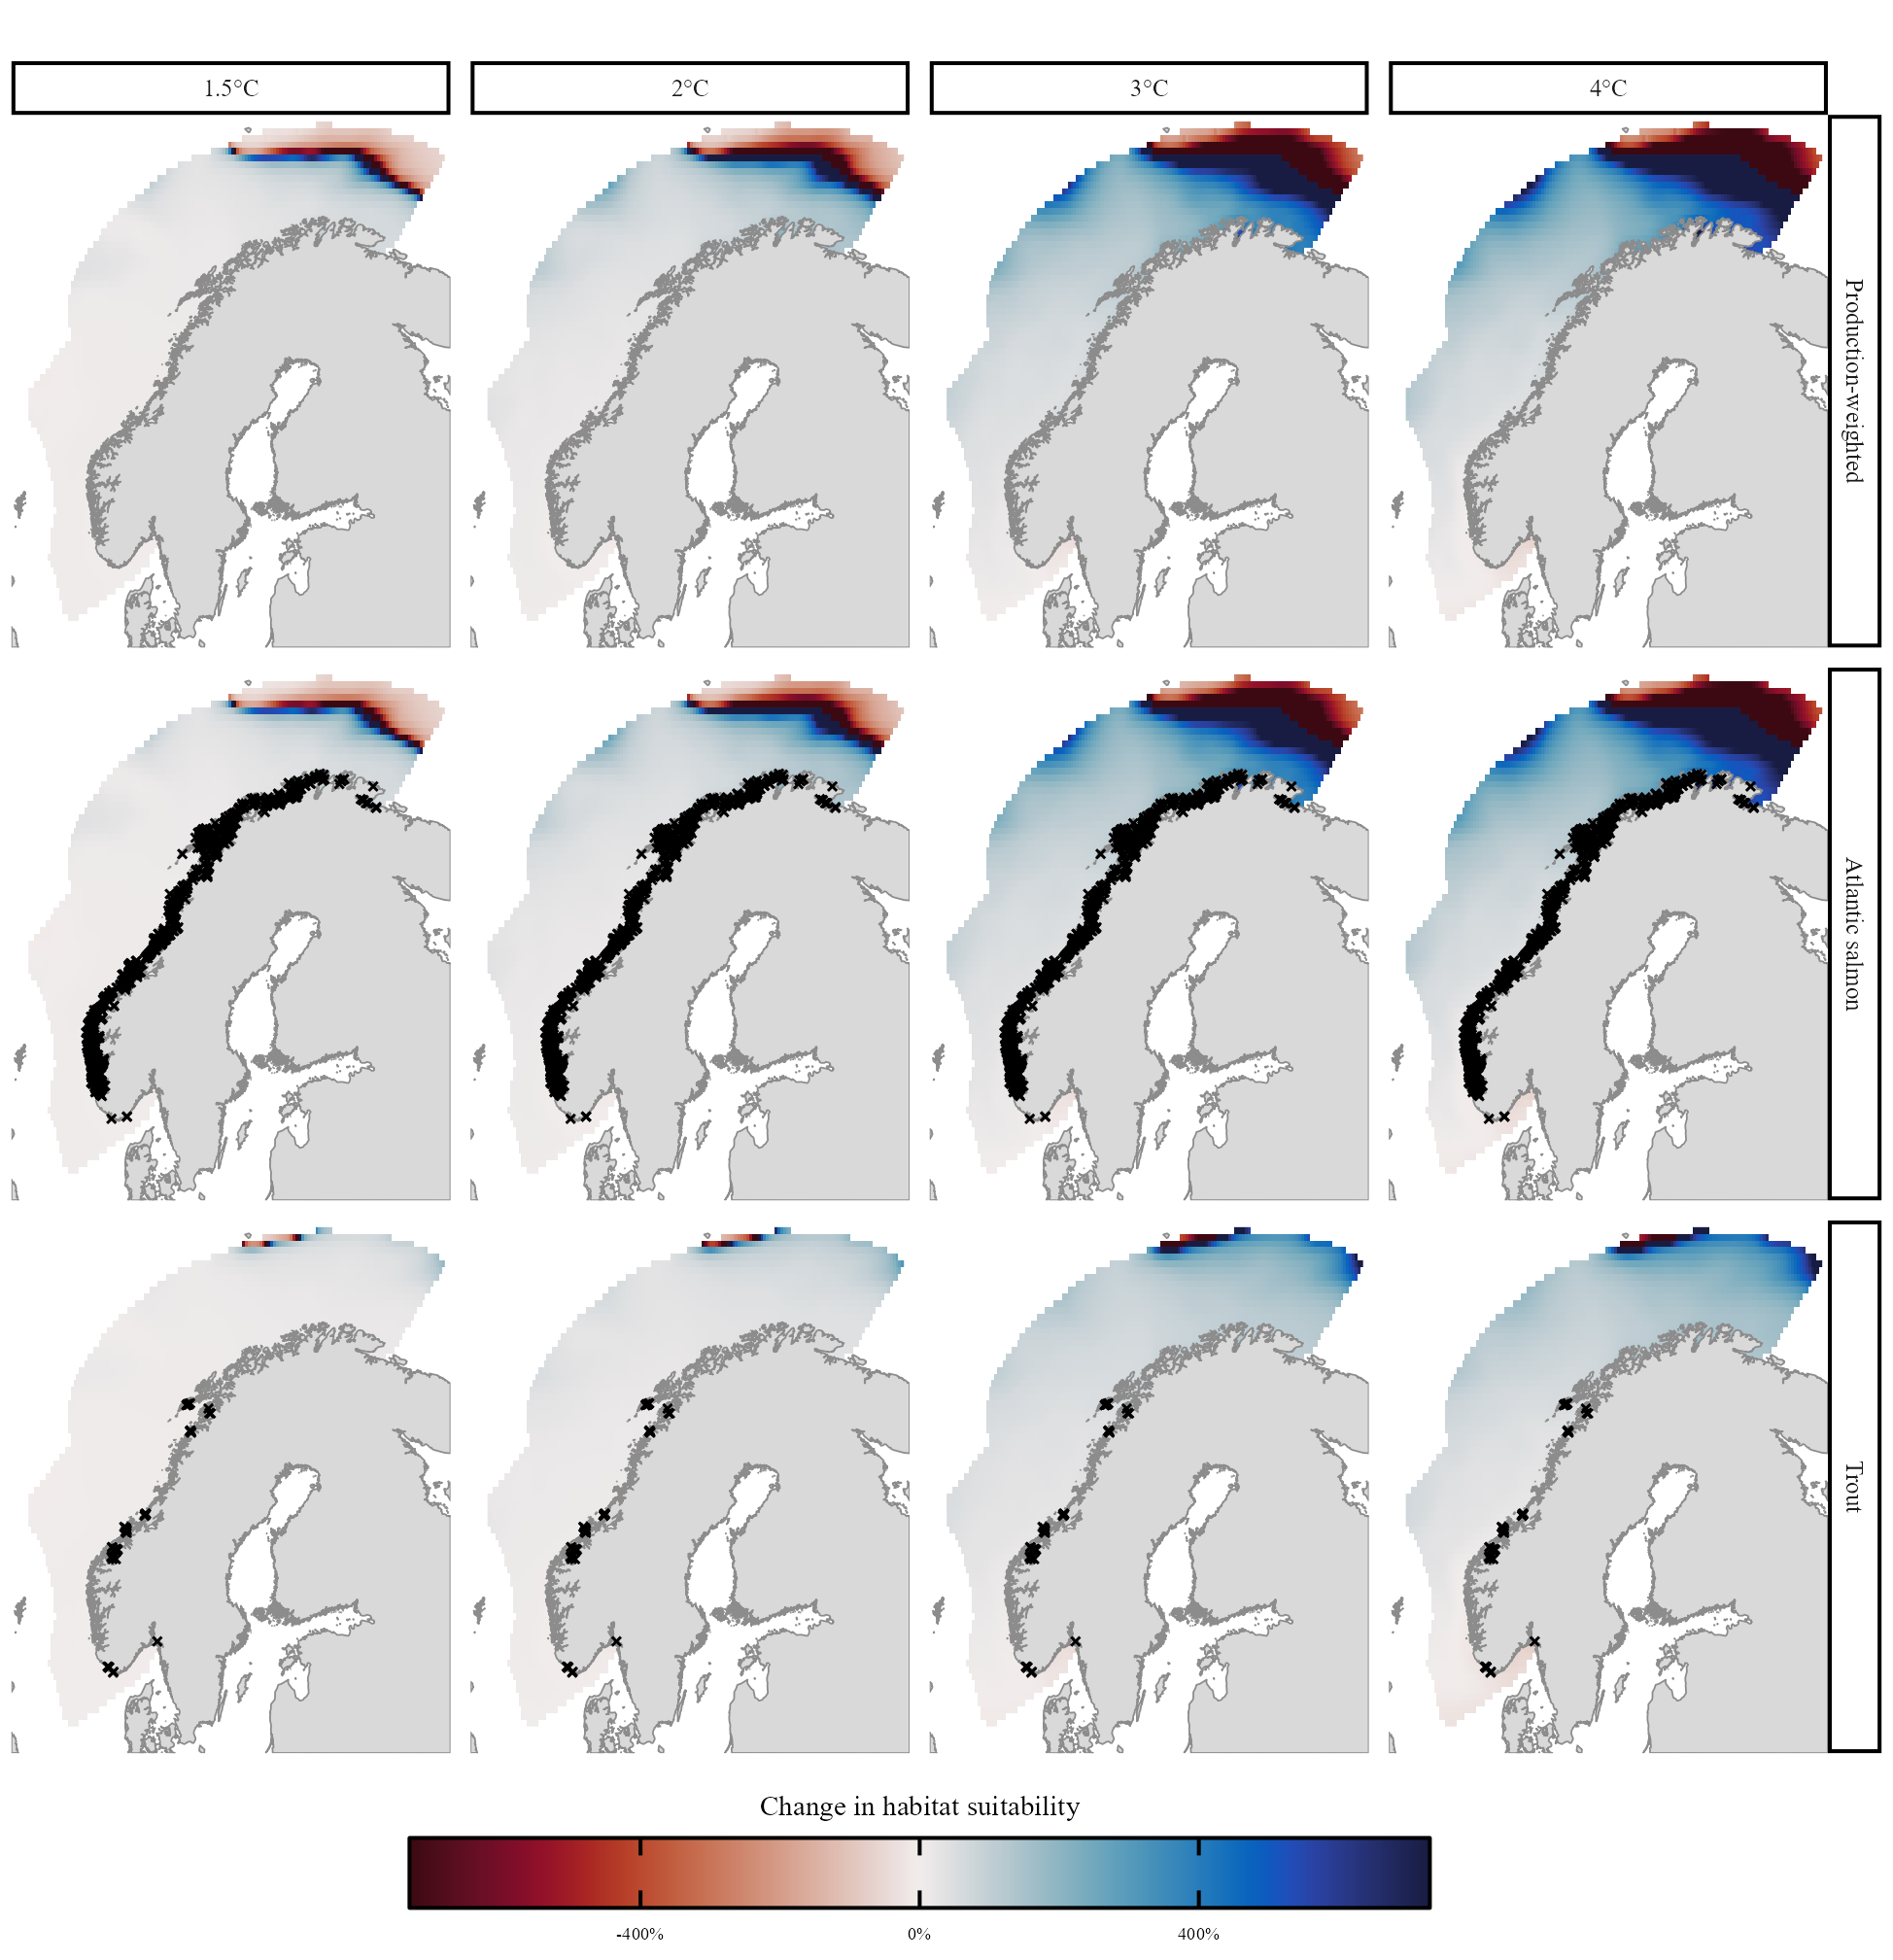 1.5°C
2°C
3°C
4°C
Production-weighted
Atlantic salmon
Trout
Change in habitat suitability
-400%
0%
400%